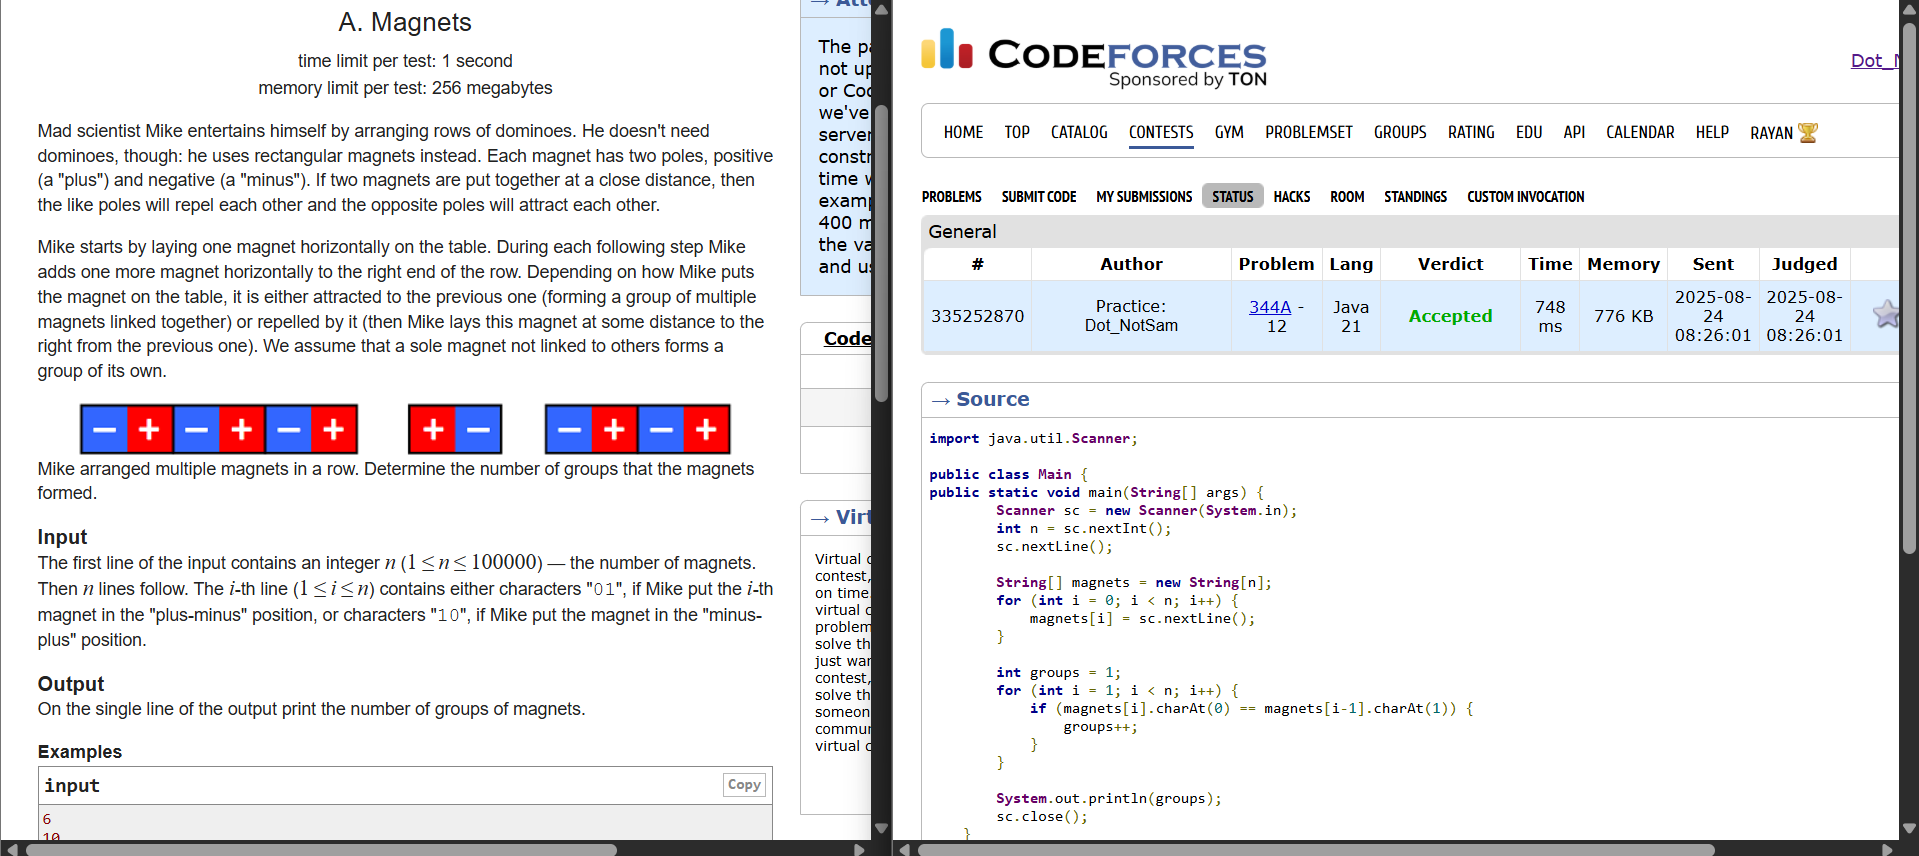 A. Magnets
time limit per test: 1 second
memory limit per test: 256 megabytes
Mad scientist Mike entertains himself by arranging rows of dominoes. He doesn't need
dominoes, though: he uses rectangular magnets instead. Each magnet has two poles, positive
(a "plus") and negative (a "minus"). If two magnets are put together at a close distance, then
the like poles will repel each other and the opposite poles will attract each other.
Mike starts by laying one magnet horizontally on the table. During each following step Mike
adds one more magnet horizontally to the right end of the row. Depending on how Mike puts
the magnet on the table, it is either attracted to the previous one (forming a group of multiple
magnets linked together) or repelled by it (then Mike lays this magnet at some distance to the
right from the previous one). We assume that a sole magnet not linked to others forms a
group of its own.
− + − + − + + − − + − +
Mike arranged multiple magnets in a row. Determine the number of groups that the magnets
formed.
Input
The first line of the input contains an integer n (1 ≤ n ≤ 100000) — the number of magnets.
Then n lines follow. The i-th line (1 ≤ i ≤ n) contains either characters "01", if Mike put the i-th
magnet in the "plus-minus" position, or characters "10", if Mike put the magnet in the "minus-
plus" position.
Output
On the single line of the output print the number of groups of magnets.
Examples
input
Copy
6
10
The
not
or
we've
server
time
400
the
and
Code
→ Virt
Virtual
contest,
on time
virtual
problem
solve
just
contest,
solve
virtual
CODEFORCES
Sponsored by TON
HOME TOP CATALOG CONTESTS GYM PROBLEMSET GROUPS RATING EDU API CALENDAR HELP RAYAN
PROBLEMS SUBMIT CODE MY SUBMISSIONS STATUS HACKS ROOM STANDINGS CUSTOM INVOCATION
General
# Author Problem Lang Verdict Time Memory Sent Judged
335252870 Practice: Dot_NotSam 344A - 12 Java 21 Accepted 748 ms 776 KB 2025-08-24 08:26:01 2025-08-24 08:26:01
→ Source
import java.util.Scanner;
public class Main {
public static void main(String[] args) {
Scanner sc = new Scanner(System.in);
int n = sc.nextInt();
sc.nextLine();
String[] magnets = new String[n];
for (int i = 0; i < n; i++) {
magnets[i] = sc.nextLine();
}
int groups = 1;
for (int i = 1; i < n; i++) {
if (magnets[i].charAt(0) == magnets[i-1].charAt(1)) {
groups++;
}
}
System.out.println(groups);
sc.close();
}